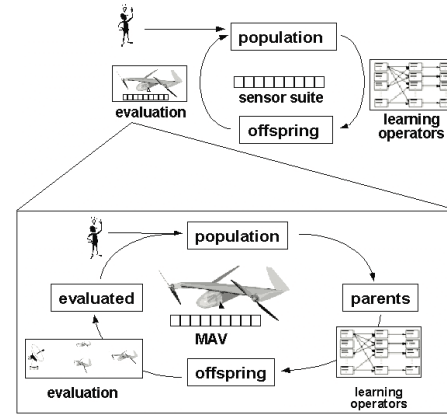 population
sensor suite
evaluation
offspring
learning
operators
population
evaluated
parents
MAV
evaluation
offspring
learning
operators